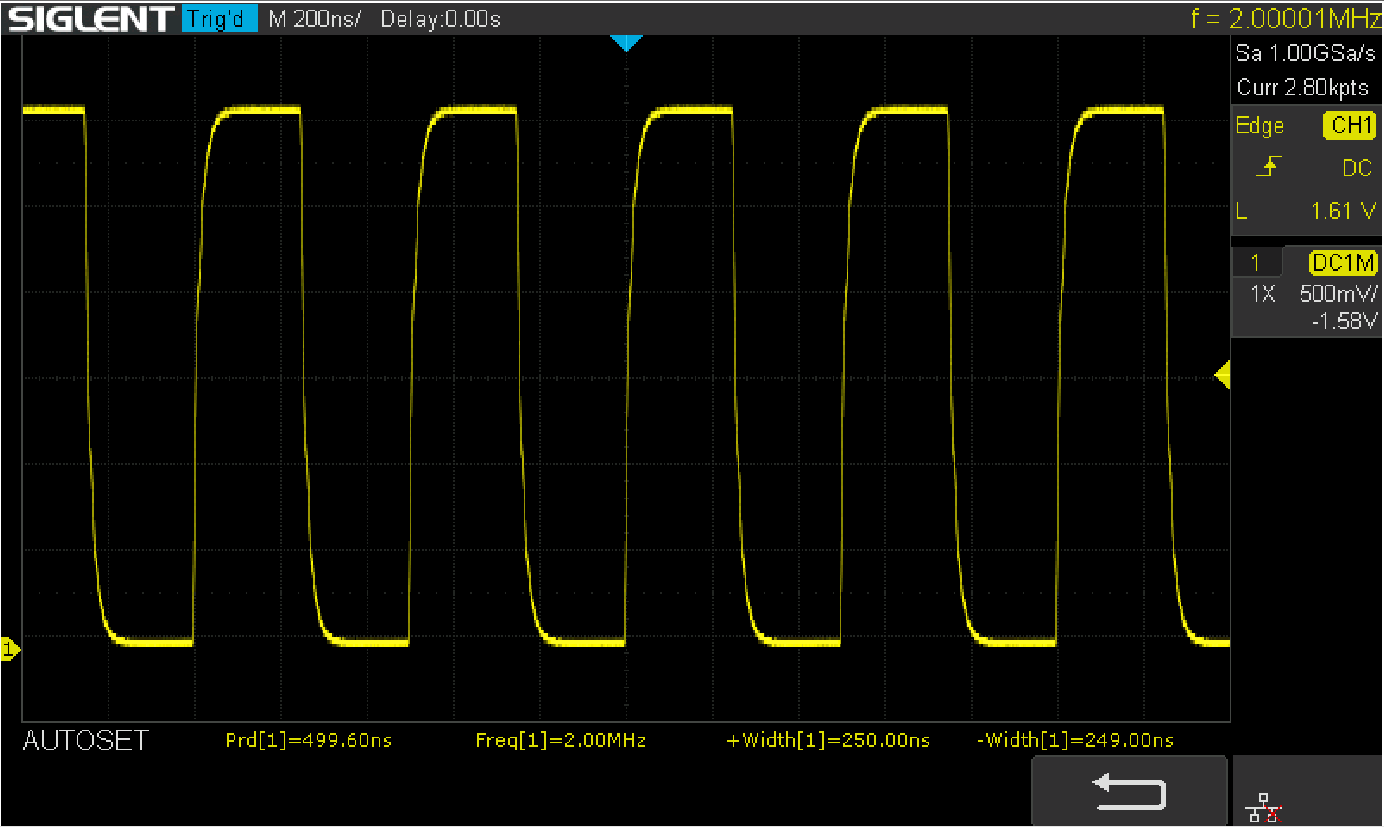 SIGLENT Trig'd M 200ns/ Delay:0.00s f = 2.00001MHz
Sa 1.00GSa/s
Curr 2.80kpts
Edge CH1
DC
L 1.61 V
1 DC1M
1X 500mV/
-1.58V
1
AUTOSET Prd[1]=499.60ns Freq[1]=2.00MHz +Width[1]=250.00ns -Width[1]=249.00ns